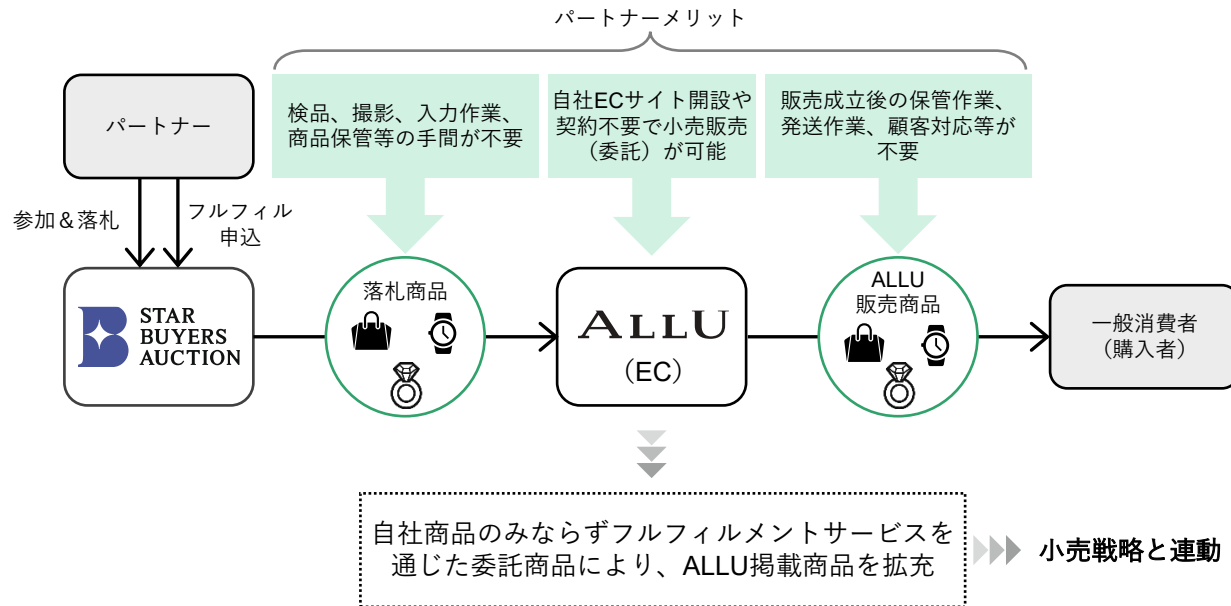 パートナーメリット
パートナー
検品、撮影、入力作業、
商品保管等の手間が不要
自社ECサイト開設や
契約不要で小売販売
（委託）が可能
販売成立後の保管作業、
発送作業、顧客対応等が
不要
参加＆落札
フルフィル
申込
STAR
BUYERS
AUCTION
落札商品
ALLU
（EC）
ALLU
販売商品
一般消費者
（購入者）
自社商品のみならずフルフィルメントサービスを
通じた委託商品により、ALLU掲載商品を拡充
小売戦略と連動